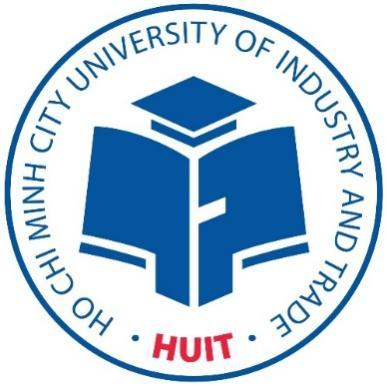 HO CHI MINH CITY UNIVERSITY OF INDUSTRY AND TRADE
• HUIT •